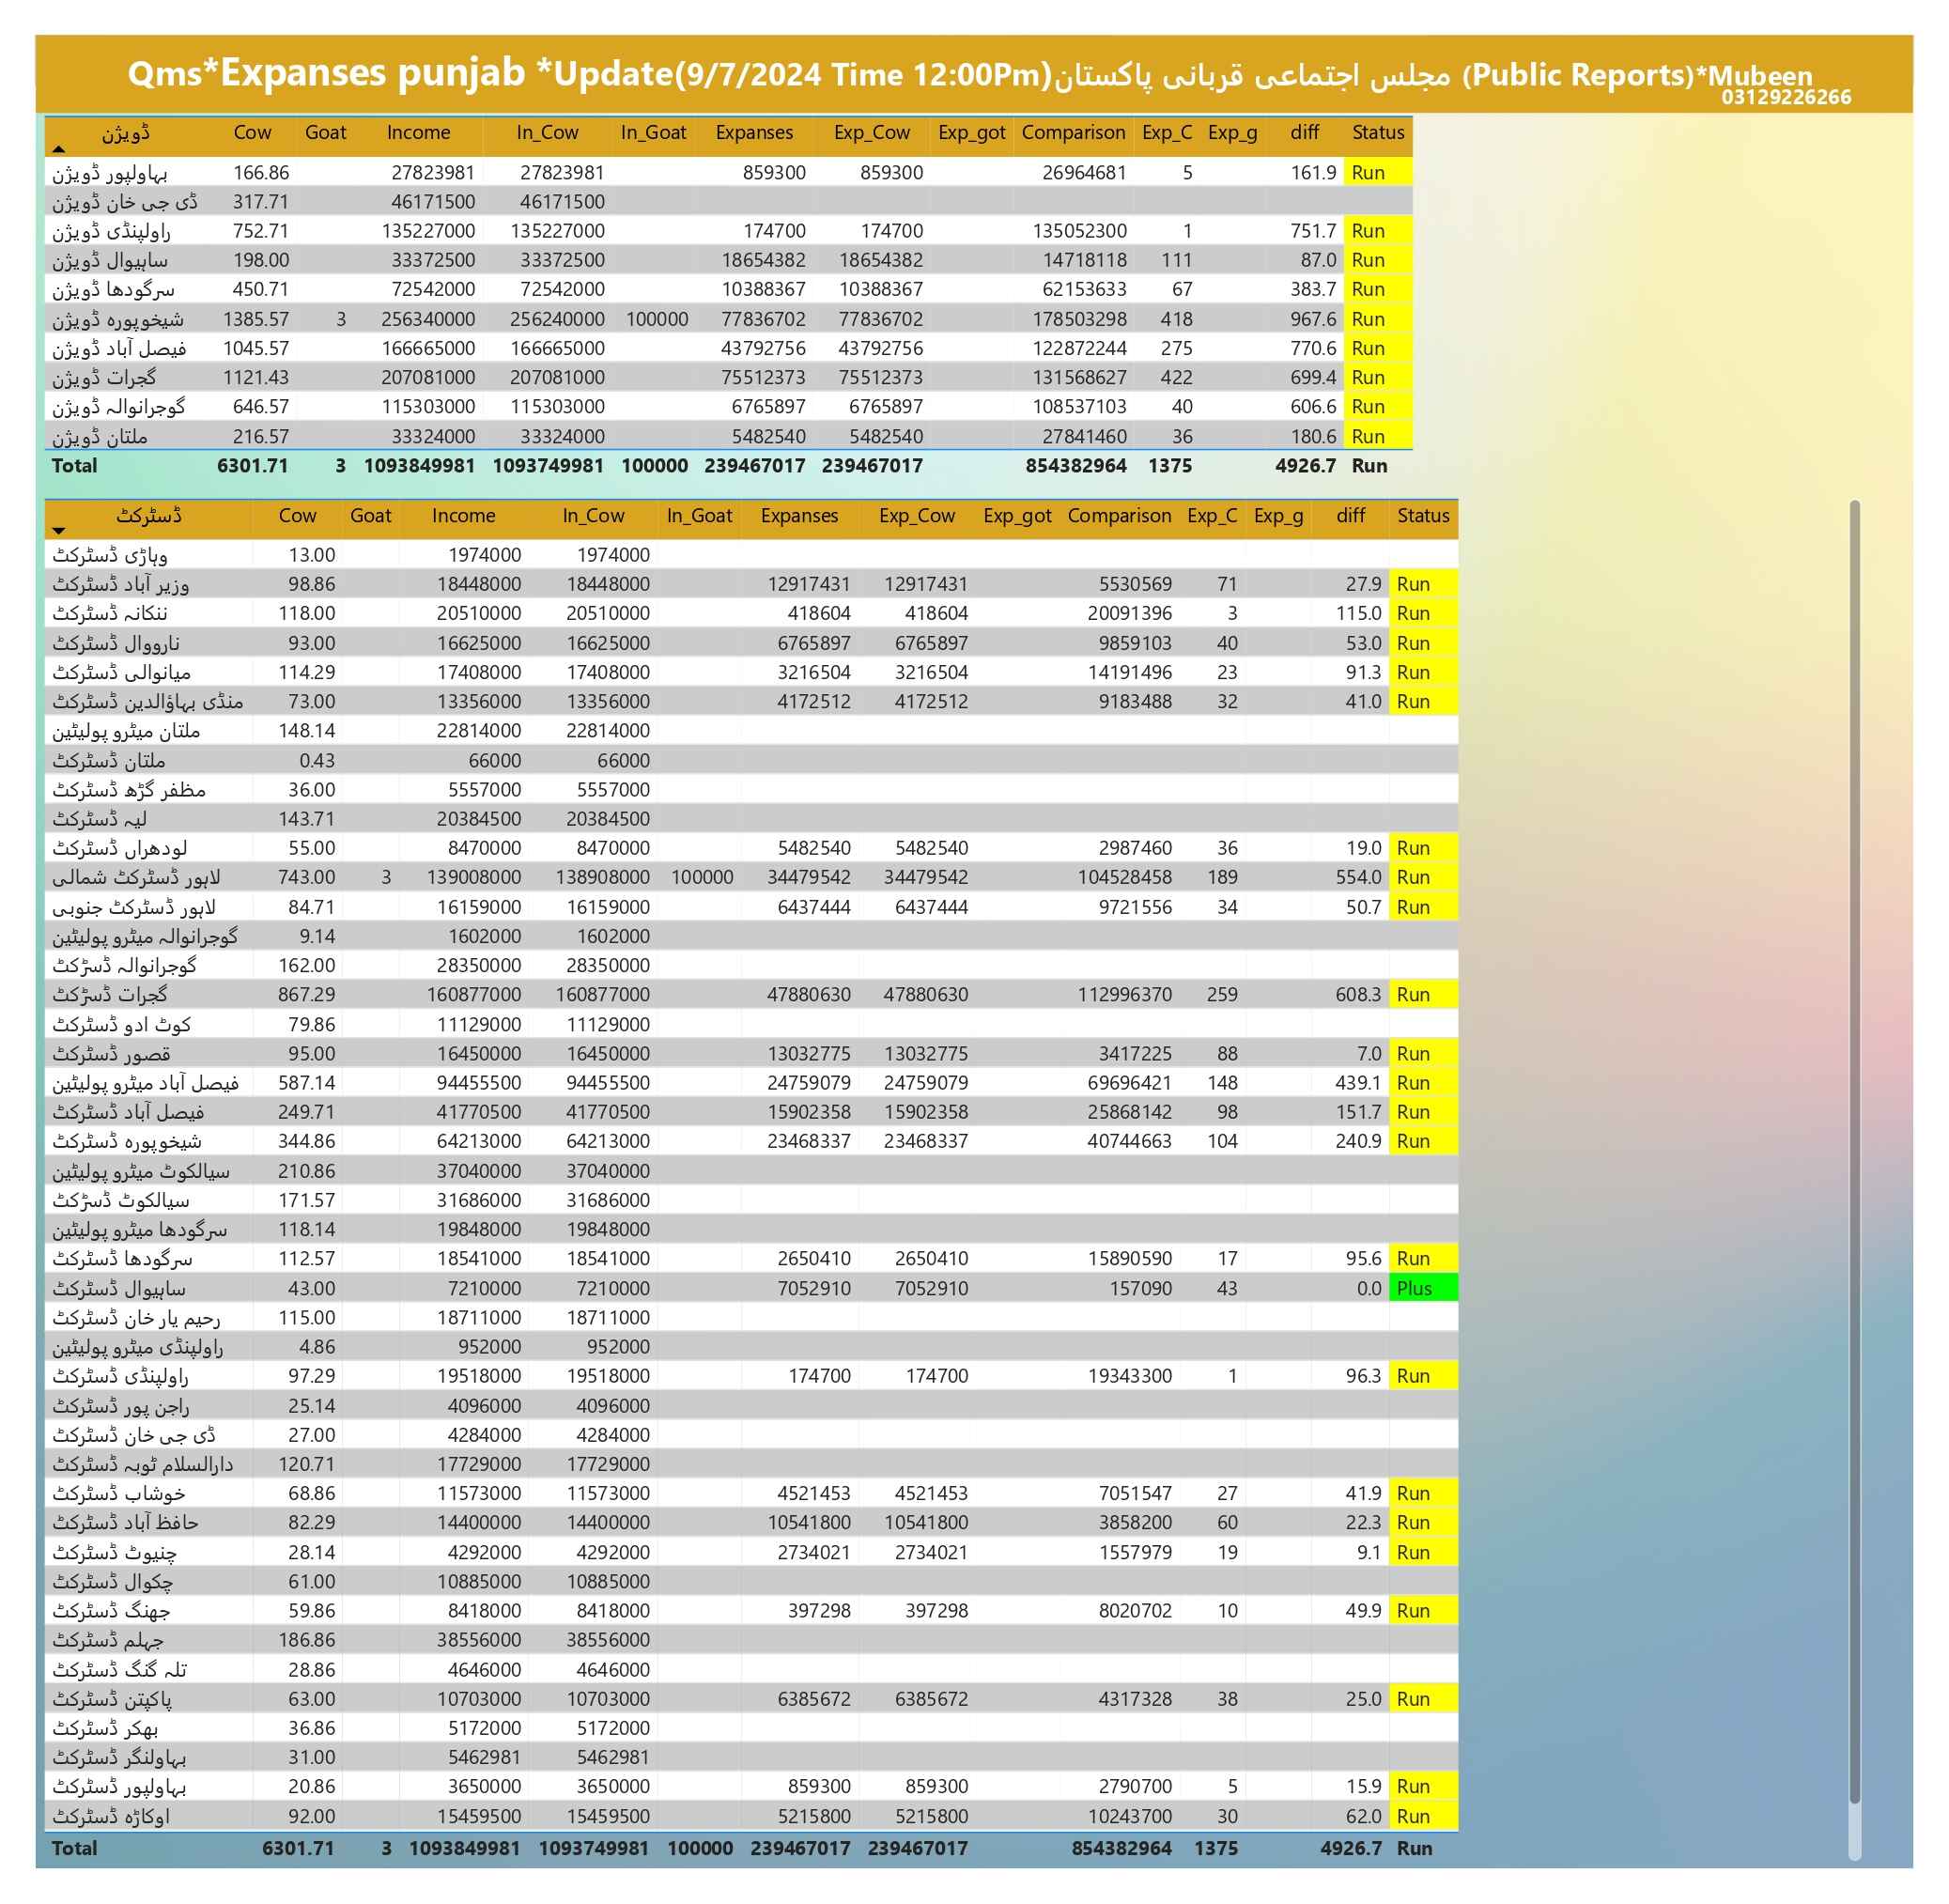 Qms*Expanses punjab *Update(9/7/2024 Time 12:00Pm)مجلس اجتماعی قربانی پاکستان (Public Reports)*Mubeen
03129226266
ڈویژن Cow Goat Income In_Cow In_Goat Expanses Exp_Cow Exp_got Comparison Exp_C Exp_g diff Status
بہاولپور ڈویژن 166.86 27823981 27823981 859300 859300 26964681 5 161.9 Run
ڈی جی خان ڈویژن 317.71 46171500 46171500
راولپنڈی ڈویژن 752.71 135227000 135227000 174700 174700 135052300 1 751.7 Run
ساہیوال ڈویژن 198.00 33372500 33372500 18654382 18654382 14718118 111 87.0 Run
سرگودھا ڈویژن 450.71 72542000 72542000 10388367 10388367 62153633 67 383.7 Run
شیخوپورہ ڈویژن 1385.57 3 256340000 256240000 100000 77836702 77836702 178503298 418 967.6 Run
فیصل آباد ڈویژن 1045.57 166665000 166665000 43792756 43792756 122872244 275 770.6 Run
گجرات ڈویژن 1121.43 207081000 207081000 75512373 75512373 131568627 422 699.4 Run
گوجرانوالہ ڈویژن 646.57 115303000 115303000 6765897 6765897 108537103 40 606.6 Run
ملتان ڈویژن 216.57 33324000 33324000 5482540 5482540 27841460 36 180.6 Run
Total 6301.71 3 1093849981 1093749981 100000 239467017 239467017 854382964 1375 4926.7 Run
ڈسٹرکٹ Cow Goat Income In_Cow In_Goat Expanses Exp_Cow Exp_got Comparison Exp_C Exp_g diff Status
وہاڑی ڈسٹرکٹ 13.00 1974000 1974000
وزیر آباد ڈسٹرکٹ 98.86 18448000 18448000 12917431 12917431 5530569 71 27.9 Run
ننکانہ ڈسٹرکٹ 118.00 20510000 20510000 418604 418604 20091396 3 115.0 Run
نارووال ڈسٹرکٹ 93.00 16625000 16625000 6765897 6765897 9859103 40 53.0 Run
میانوالی ڈسٹرکٹ 114.29 17408000 17408000 3216504 3216504 14191496 23 91.3 Run
منڈی بہاؤالدین ڈسٹرکٹ 73.00 13356000 13356000 4172512 4172512 9183488 32 41.0 Run
ملتان میٹرو پولیٹین 148.14 22814000 22814000
ملتان ڈسٹرکٹ 0.43 66000 66000
مظفر گڑھ ڈسٹرکٹ 36.00 5557000 5557000
لیہ ڈسٹرکٹ 143.71 20384500 20384500
لودھراں ڈسٹرکٹ 55.00 8470000 8470000 5482540 5482540 2987460 36 19.0 Run
لاہور ڈسٹرکٹ شمالی 743.00 3 139008000 138908000 100000 34479542 34479542 104528458 189 554.0 Run
لاہور ڈسٹرکٹ جنوبی 84.71 16159000 16159000 6437444 6437444 9721556 34 50.7 Run
گوجرانوالہ میٹرو پولیٹین 9.14 1602000 1602000
گوجرانوالہ ڈسڑکٹ 162.00 28350000 28350000
گجرات ڈسڑکٹ 867.29 160877000 160877000 47880630 47880630 112996370 259 608.3 Run
کوٹ ادو ڈسٹرکٹ 79.86 11129000 11129000
قصور ڈسٹرکٹ 95.00 16450000 16450000 13032775 13032775 3417225 88 7.0 Run
فیصل آباد میٹرو پولیٹین 587.14 94455500 94455500 24759079 24759079 69696421 148 439.1 Run
فیصل آباد ڈسٹرکٹ 249.71 41770500 41770500 15902358 15902358 25868142 98 151.7 Run
شیخوپورہ ڈسٹرکٹ 344.86 64213000 64213000 23468337 23468337 40744663 104 240.9 Run
سیالکوٹ میٹرو پولیٹین 210.86 37040000 37040000
سیالکوٹ ڈسڑکٹ 171.57 31686000 31686000
سرگودھا میٹرو پولیٹین 118.14 19848000 19848000
سرگودھا ڈسٹرکٹ 112.57 18541000 18541000 2650410 2650410 15890590 17 95.6 Run
ساہیوال ڈسٹرکٹ 43.00 7210000 7210000 7052910 7052910 157090 43 0.0 Plus
رحیم یار خان ڈسٹرکٹ 115.00 18711000 18711000
راولپنڈی میٹرو پولیٹین 4.86 952000 952000
راولپنڈی ڈسٹرکٹ 97.29 19518000 19518000 174700 174700 19343300 1 96.3 Run
راجن پور ڈسٹرکٹ 25.14 4096000 4096000
ڈی جی خان ڈسٹرکٹ 27.00 4284000 4284000
دارالسلام ٹوبہ ڈسٹرکٹ 120.71 17729000 17729000
خوشاب ڈسٹرکٹ 68.86 11573000 11573000 4521453 4521453 7051547 27 41.9 Run
حافظ آباد ڈسٹرکٹ 82.29 14400000 14400000 10541800 10541800 3858200 60 22.3 Run
چنیوٹ ڈسٹرکٹ 28.14 4292000 4292000 2734021 2734021 1557979 19 9.1 Run
چکوال ڈسٹرکٹ 61.00 10885000 10885000
جھنگ ڈسٹرکٹ 59.86 8418000 8418000 397298 397298 8020702 10 49.9 Run
جہلم ڈسٹرکٹ 186.86 38556000 38556000
تلہ گنگ ڈسٹرکٹ 28.86 4646000 4646000
پاکپتن ڈسٹرکٹ 63.00 10703000 10703000 6385672 6385672 4317328 38 25.0 Run
بھکر ڈسٹرکٹ 36.86 5172000 5172000
بہاولنگر ڈسٹرکٹ 31.00 5462981 5462981
بہاولپور ڈسٹرکٹ 20.86 3650000 3650000 859300 859300 2790700 5 15.9 Run
اوکاڑہ ڈسٹرکٹ 92.00 15459500 15459500 5215800 5215800 10243700 30 62.0 Run
Total 6301.71 3 1093849981 1093749981 100000 239467017 239467017 854382964 1375 4926.7 Run